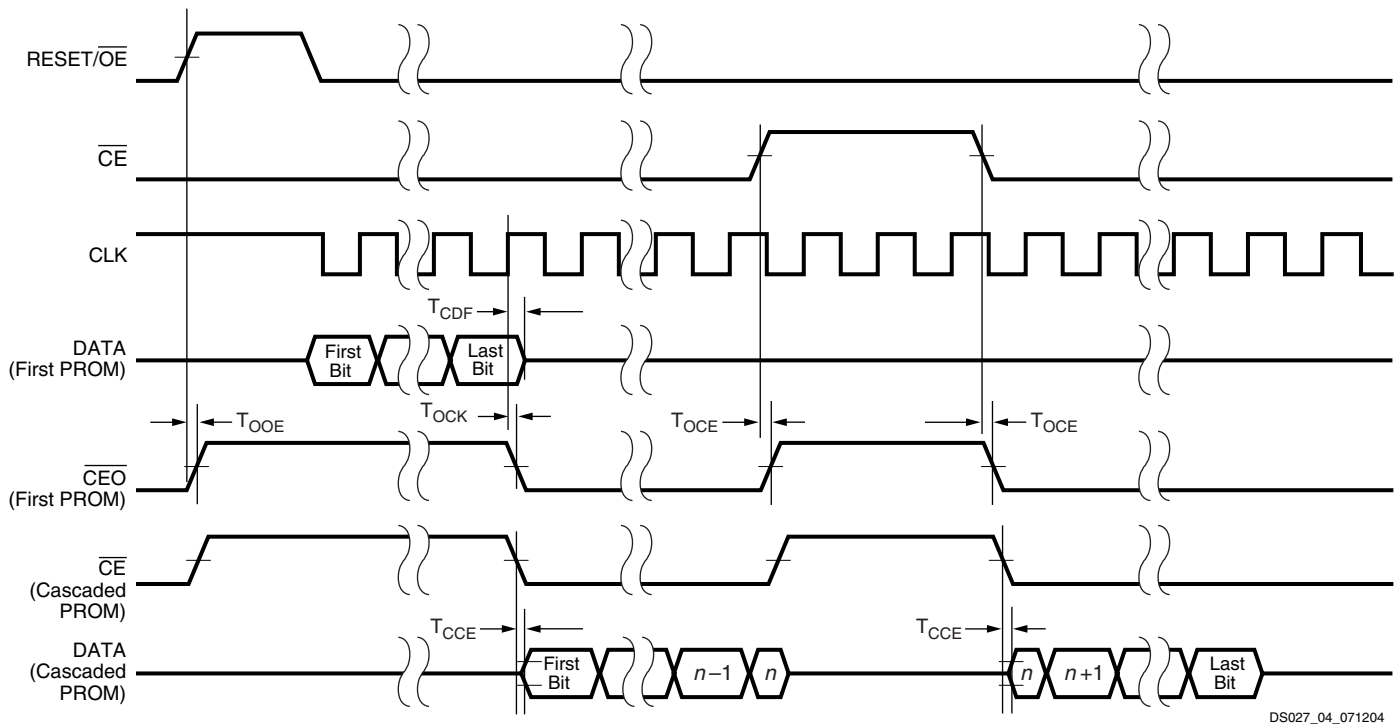 RESET/OE
CE
CLK
TCDF
DATA
(First PROM)
First
Bit
Last
Bit
TOOE
TOCK
TOCE
TOCE
CEO
(First PROM)
CE
(Cascaded
PROM)
TCCE
TCCE
DATA
(Cascaded
PROM)
First
Bit
n–1
n
n
n+1
Last
Bit
DS027_04_071204